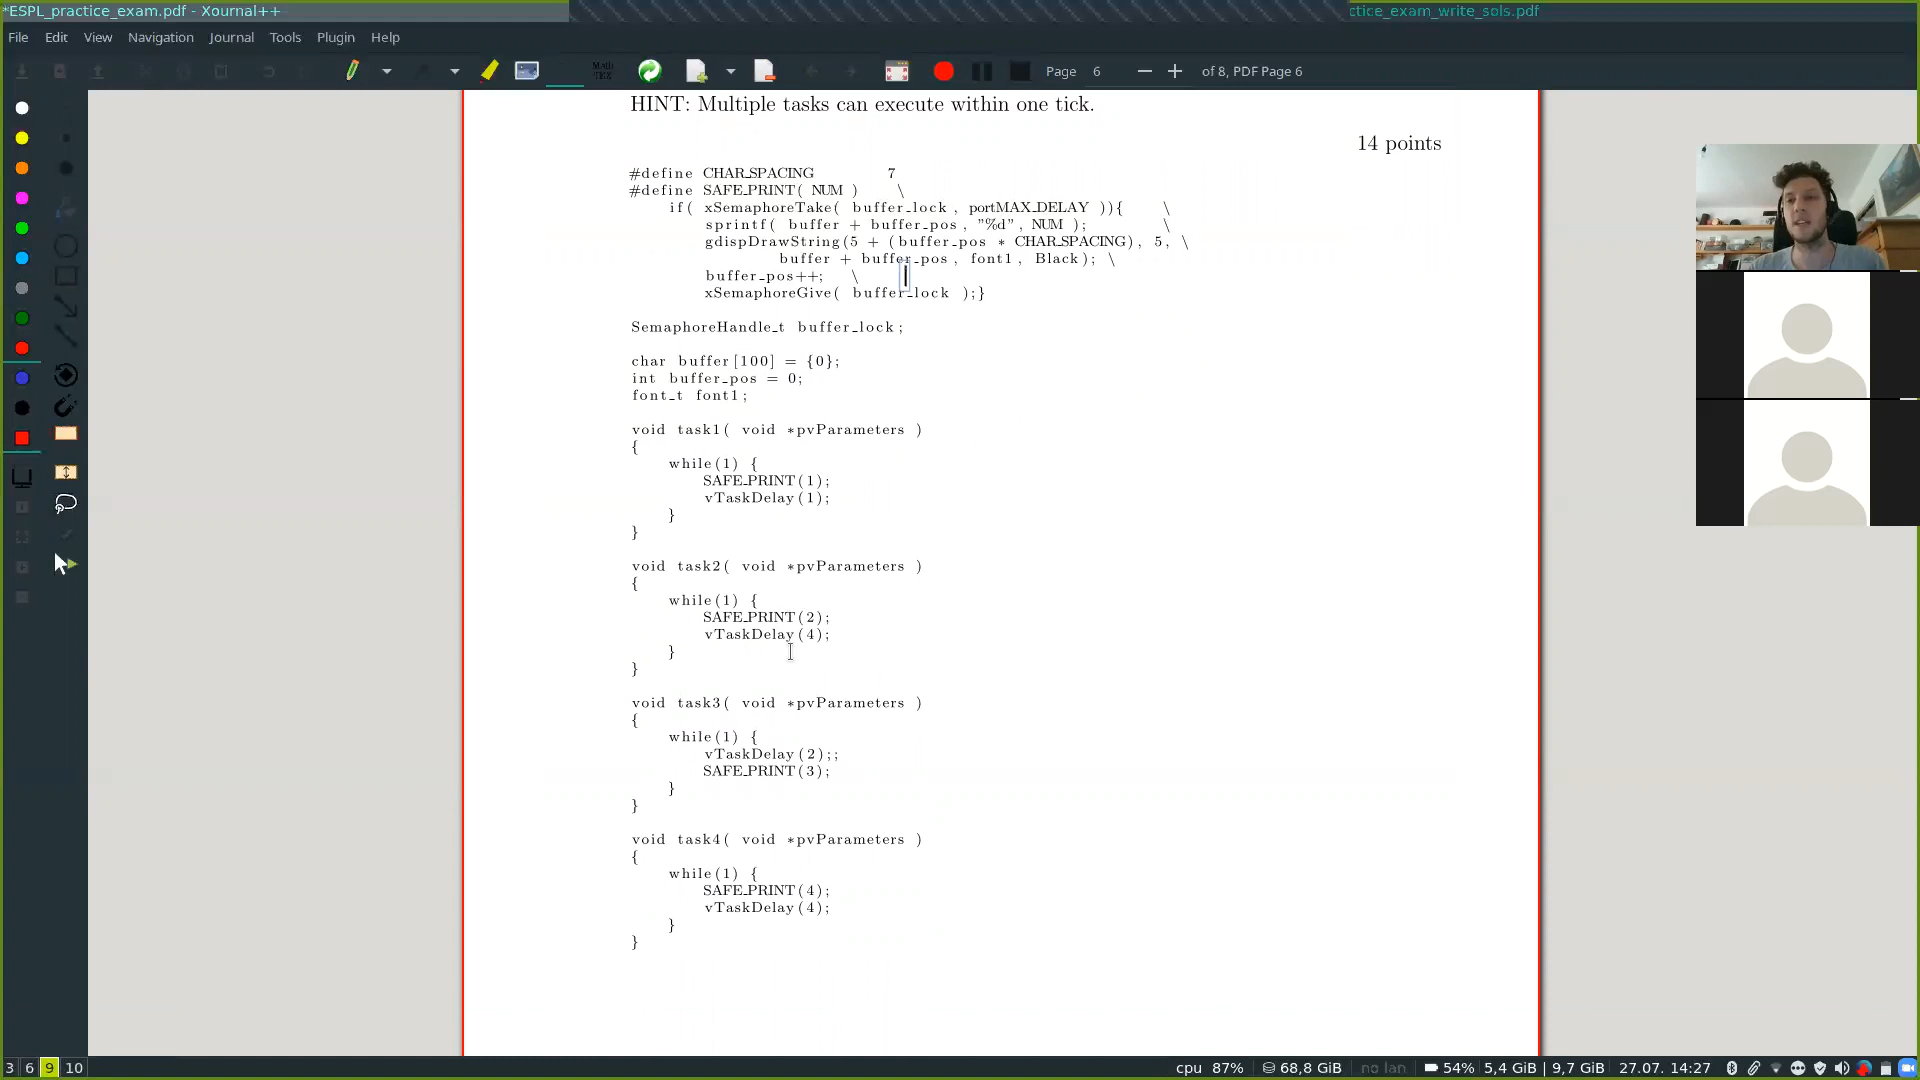 *ESPL_practice_exam.pdf - Xournal++
ctice_exam_write_sols.pdf
File Edit View Navigation Journal Tools Plugin Help
Math
TEX
Page 6 of 8, PDF Page 6
HINT: Multiple tasks can execute within one tick.
14 points
#define CHAR_SPACING 7
#define SAFE_PRINT( NUM ) \
if( xSemaphoreTake( buffer_lock , portMAX_DELAY )){ \
sprintf( buffer + buffer_pos , "%d", NUM ); \
gdispDrawString(5 + (buffer_pos * CHAR_SPACING), 5, \
buffer + buffer_pos , font1 , Black); \
buffer_pos++; \
xSemaphoreGive( buffer_lock );}
SemaphoreHandle_t buffer_lock;
char buffer[100] = {0};
int buffer_pos = 0;
font_t font1;
void task1( void *pvParameters )
{
while(1) {
SAFE_PRINT(1);
vTaskDelay(1);
}
}
void task2( void *pvParameters )
{
while(1) {
SAFE_PRINT(2);
vTaskDelay(4);
}
}
void task3( void *pvParameters )
{
while(1) {
vTaskDelay(2);;
SAFE_PRINT(3);
}
}
void task4( void *pvParameters )
{
while(1) {
SAFE_PRINT(4);
vTaskDelay(4);
}
}
3 6 9 10
cpu 87% 68,8 GiB no lan 54% 5,4 GiB | 9,7 GiB 27.07. 14:27